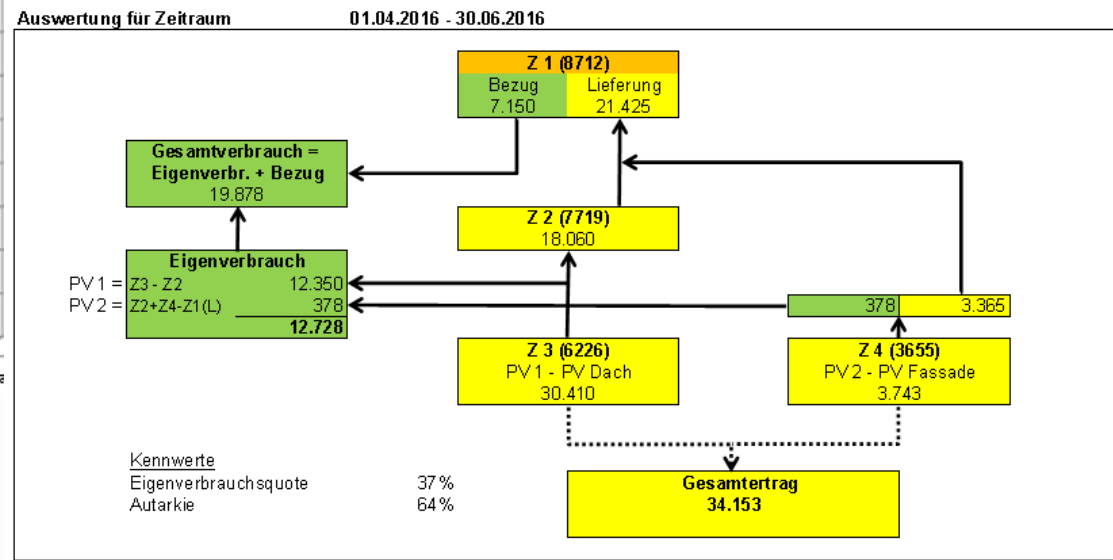 Auswertung für Zeitraum 01.04.2016 - 30.06.2016
Z 1 (8712)
Bezug Lieferung
7.150 21.425
Gesamtverbrauch =
Eigenverbr. + Bezug
19.878
Z 2 (7719)
18.060
Eigenverbrauch
PV 1 = Z3 - Z2 12.350
PV 2 = Z2+Z4-Z1(L) 378
12.728
378 3.365
Z 3 (6226)
PV 1 - PV Dach
30.410
Z 4 (3655)
PV 2 - PV Fassade
3.743
Kennwerte
Eigenverbrauchsquote 37%
Autarkie 64%
Gesamtertrag
34.153